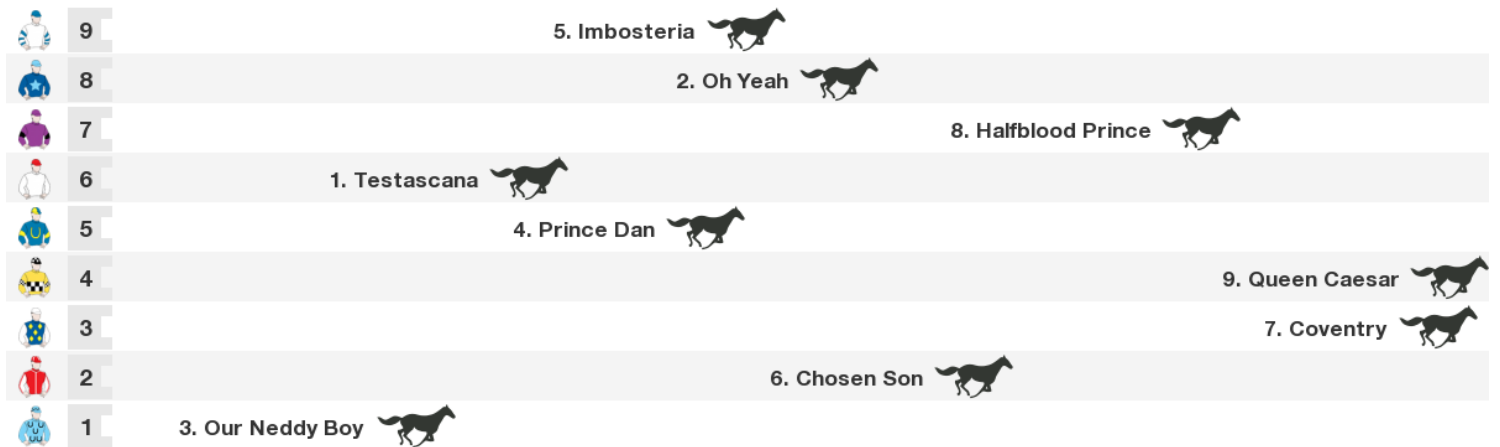 9 5. Imbosteria
8 2. Oh Yeah
7 8. Halfblood Prince
6 1. Testascana
5 4. Prince Dan
4 9. Queen Caesar
3 7. Coventry
2 6. Chosen Son
1 3. Our Neddy Boy